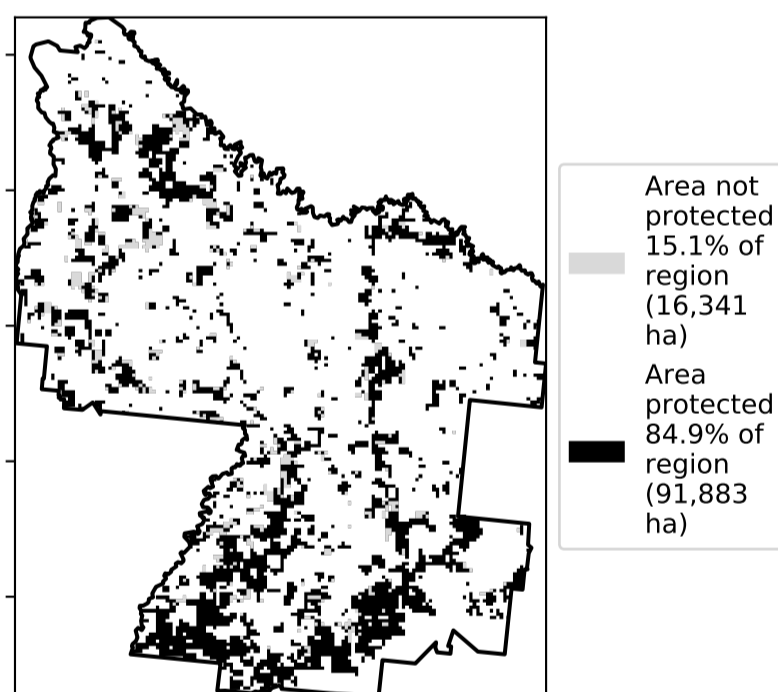 Area not
protected
15.1% of
region
(16,341
ha)
Area
protected
84.9% of
region
(91,883
ha)